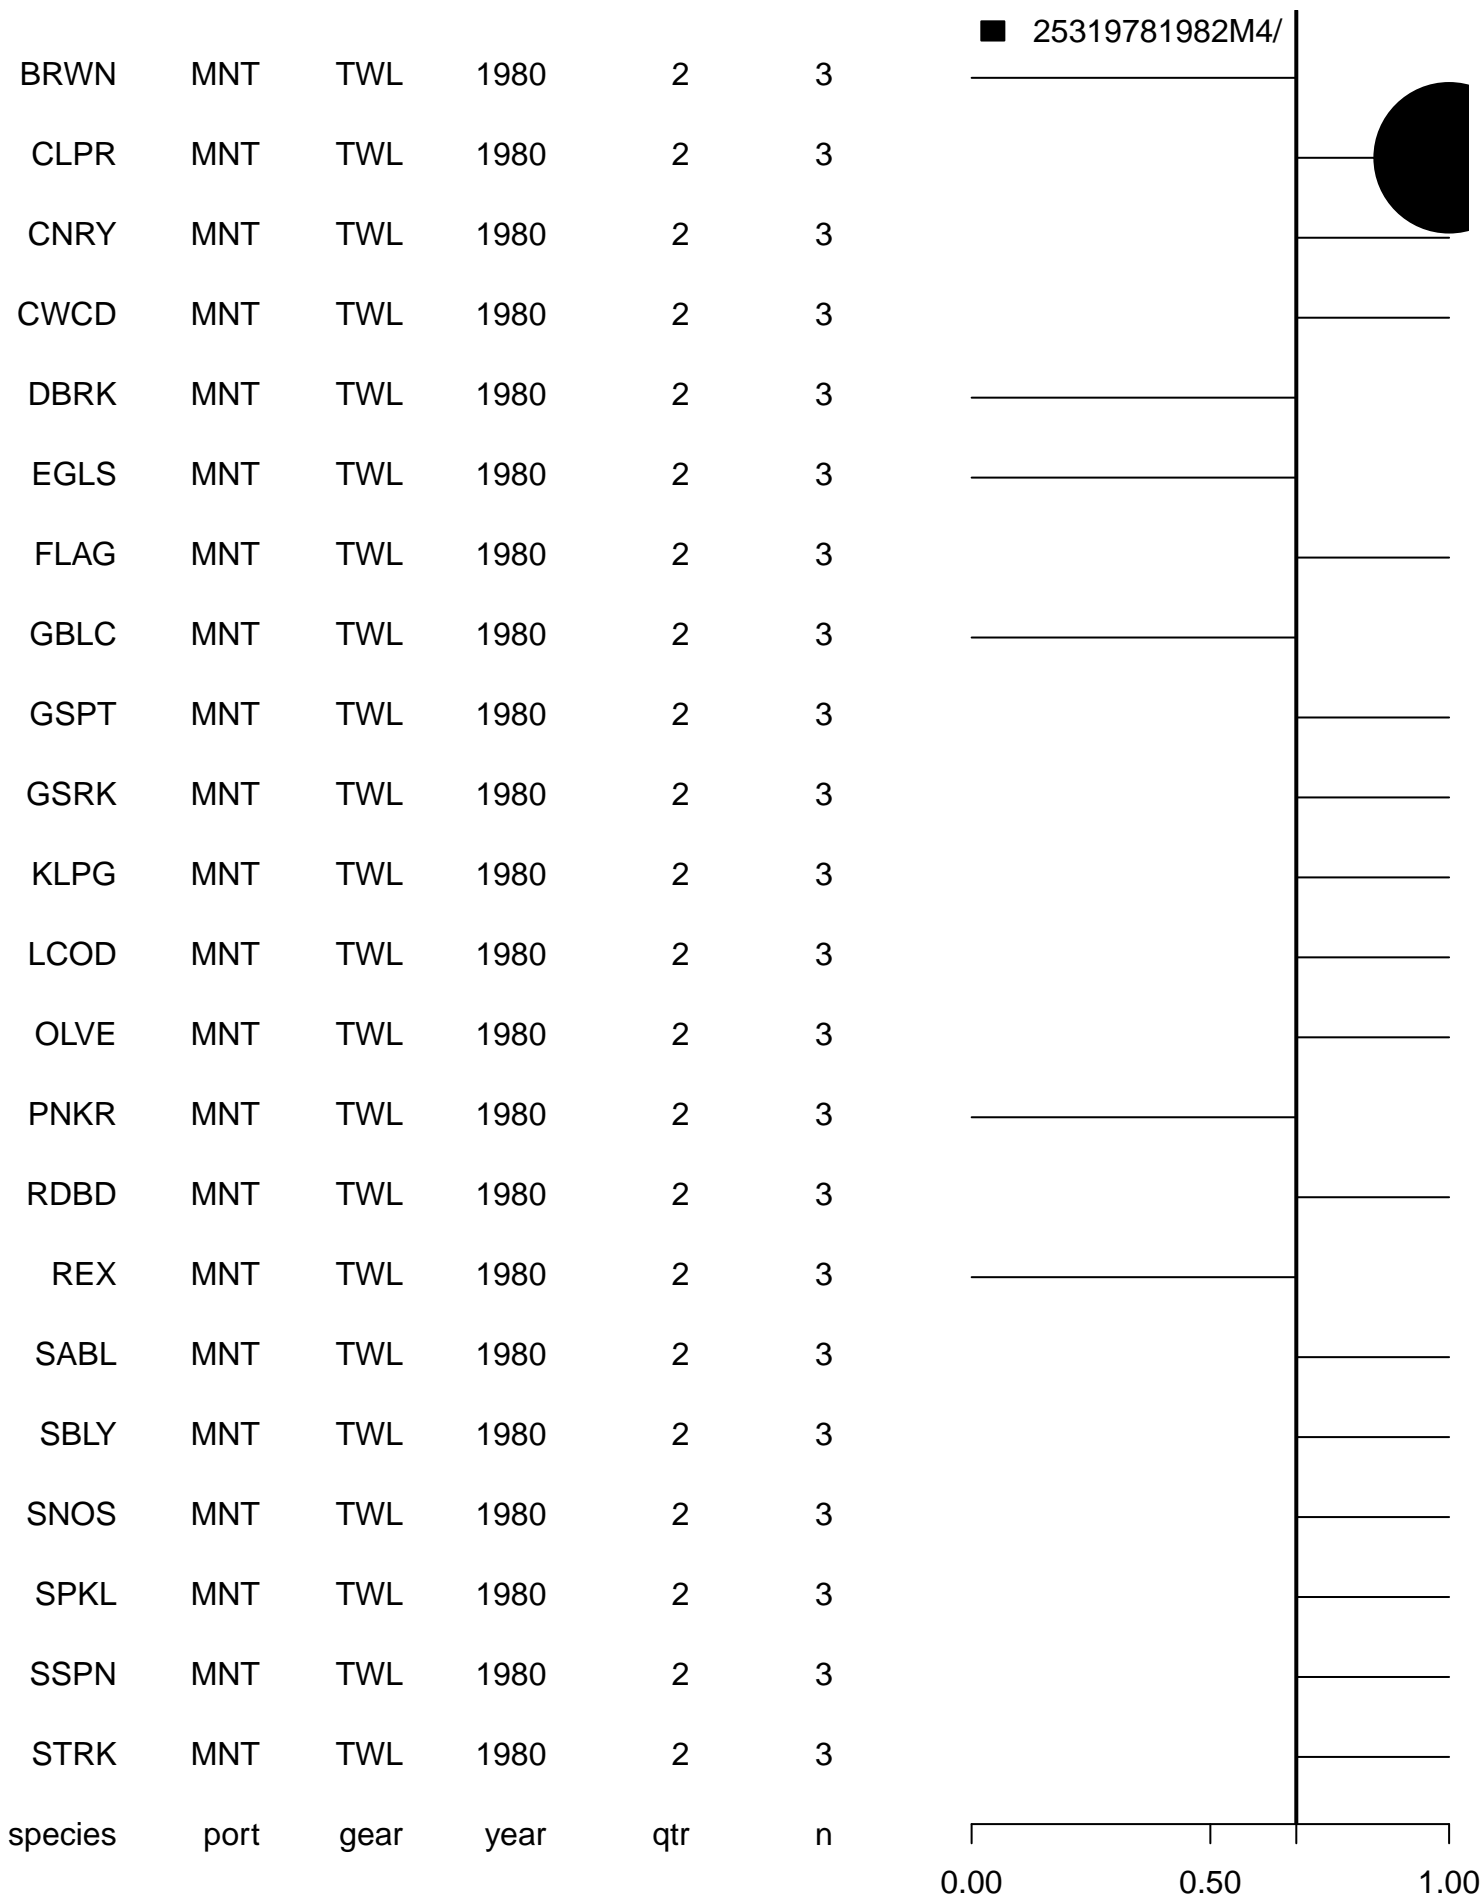 25319781982M4/
BRWN MNT TWL 1980 2 3
CLPR MNT TWL 1980 2 3
CNRY MNT TWL 1980 2 3
CWCD MNT TWL 1980 2 3
DBRK MNT TWL 1980 2 3
EGLS MNT TWL 1980 2 3
FLAG MNT TWL 1980 2 3
GBLC MNT TWL 1980 2 3
GSPT MNT TWL 1980 2 3
GSRK MNT TWL 1980 2 3
KLPG MNT TWL 1980 2 3
LCOD MNT TWL 1980 2 3
OLVE MNT TWL 1980 2 3
PNKR MNT TWL 1980 2 3
RDBD MNT TWL 1980 2 3
REX MNT TWL 1980 2 3
SABL MNT TWL 1980 2 3
SBLY MNT TWL 1980 2 3
SNOS MNT TWL 1980 2 3
SPKL MNT TWL 1980 2 3
SSPN MNT TWL 1980 2 3
STRK MNT TWL 1980 2 3
species port gear year qtr n
0.00 0.50 1.00